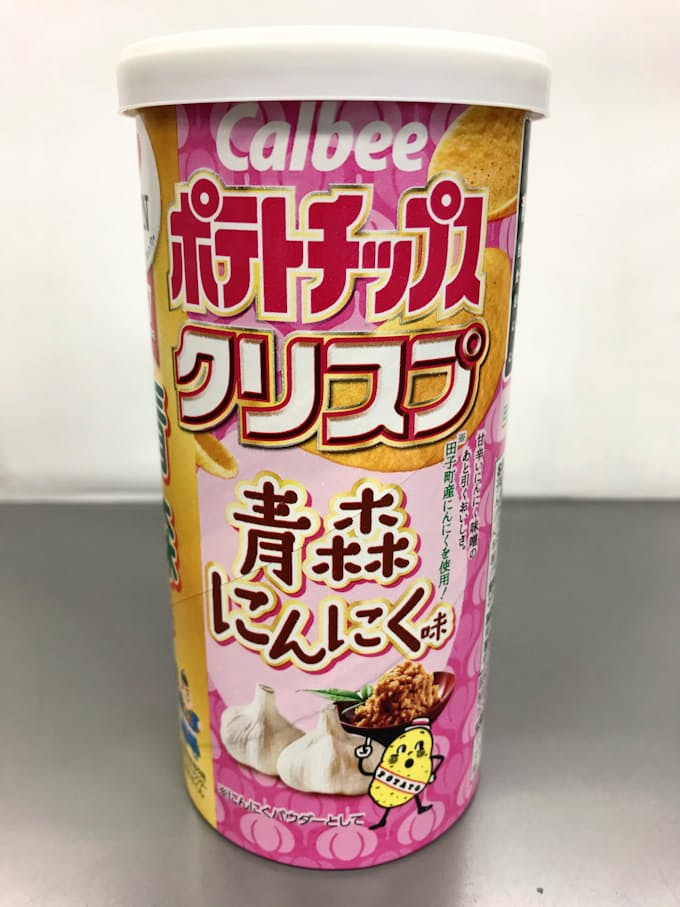 Calbee
ポテトチップス
クリスプ
甘辛いにんにく味噌の
あと引くおいしさ。
※田子町産にんにくを使用!
青森
にんにく味
POTATO
※にんにくパウダーとして